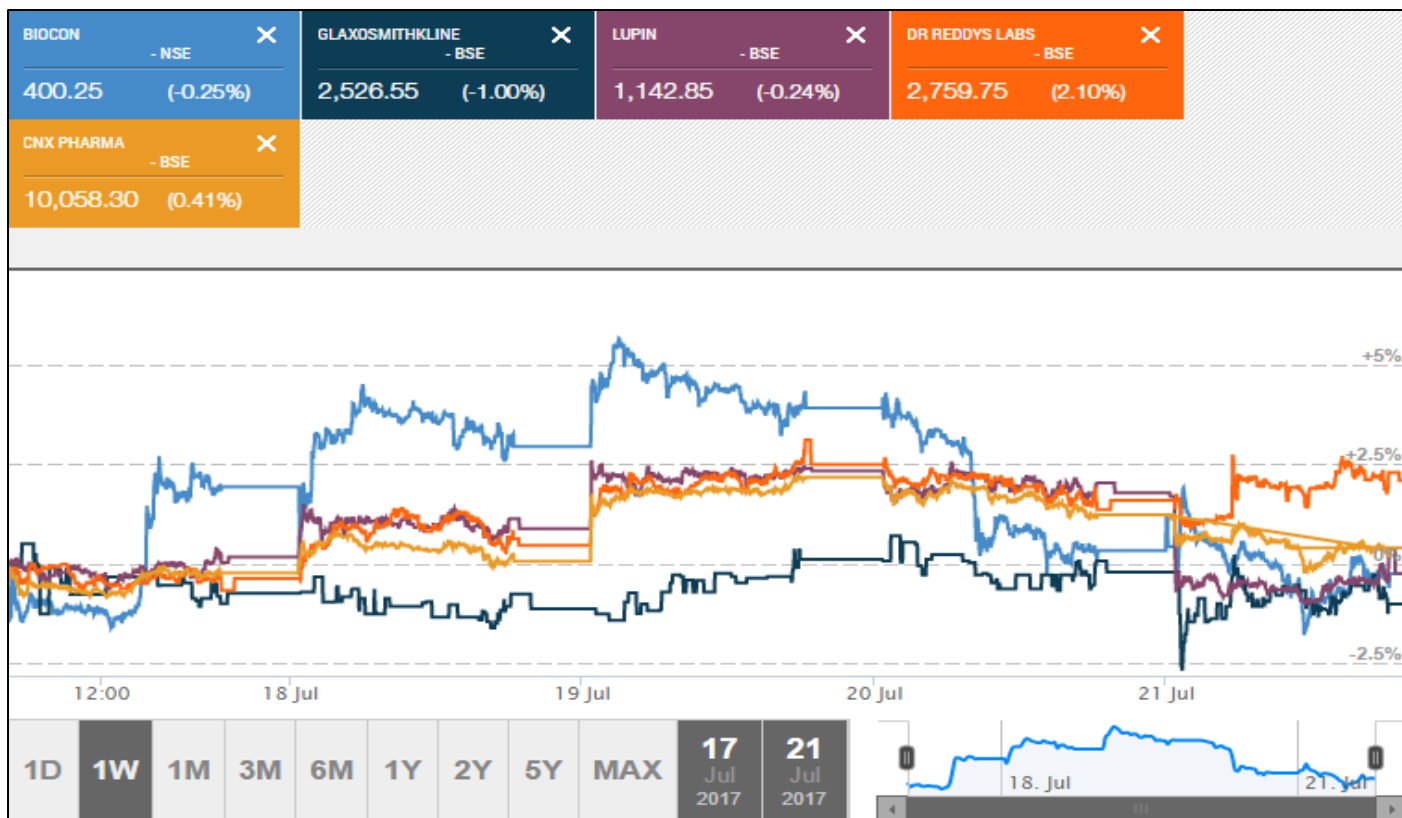 BIOCON
- NSE
400.25 (-0.25%)
GLAXOSMITHKLINE
- BSE
2,526.55 (-1.00%)
LUPIN
- BSE
1,142.85 (-0.24%)
DR REDDYS LABS
- BSE
2,759.75 (2.10%)
CNX PHARMA
- BSE
10,058.30 (0.41%)
+5%
+2.5%
0%
-2.5%
12:00 18 Jul 19 Jul 20 Jul 21 Jul
1D 1W 1M 3M 6M 1Y 2Y 5Y MAX
17
Jul
2017
21
Jul
2017
18. Jul 21. Jul